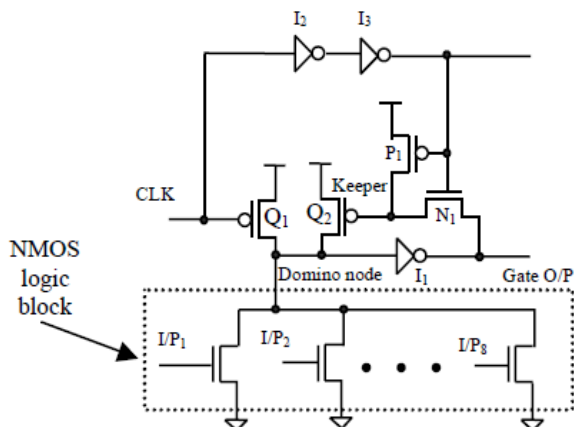 I₂
I₃
P₁
Keeper
CLK
Q₁
Q₂
N₁
NMOS
logic
block
Domino node
I₁
Gate O/P
I/P₁
I/P₂
I/P₈